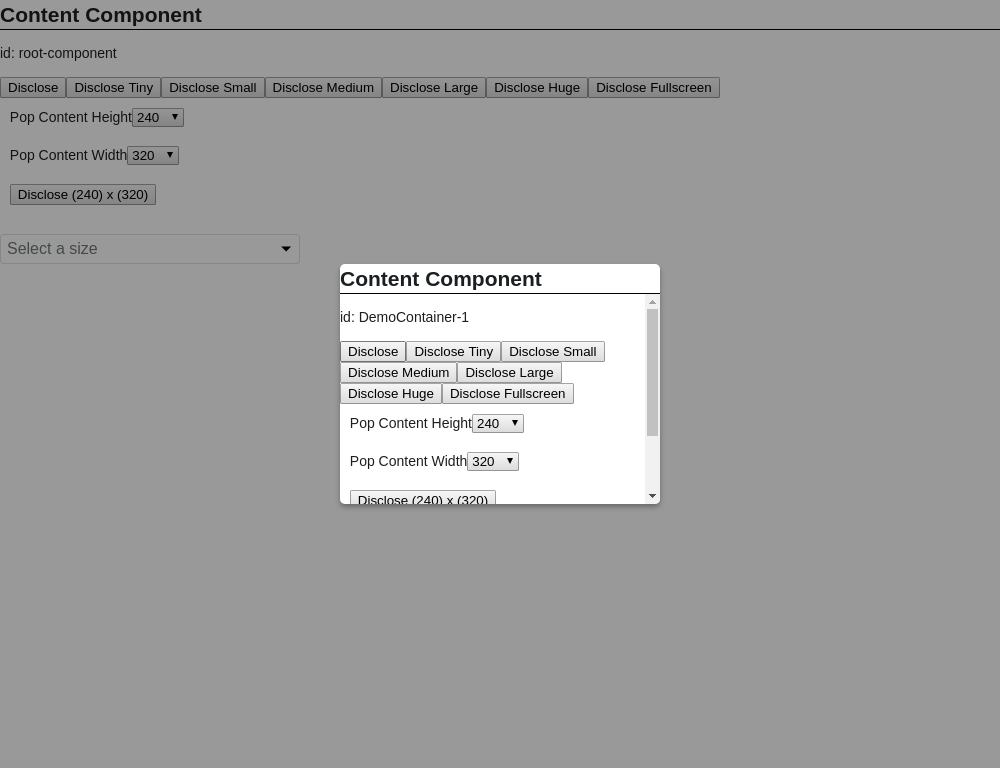 Content Component
id: root-component
Disclose Disclose Tiny Disclose Small Disclose Medium Disclose Large Disclose Huge Disclose Fullscreen
Pop Content Height 240
Pop Content Width 320
Disclose (240) x (320)
Select a size
Content Component
id: DemoContainer-1
Disclose Disclose Tiny Disclose Small
Disclose Medium Disclose Large
Disclose Huge Disclose Fullscreen
Pop Content Height 240
Pop Content Width 320
Disclose (240) x (320)